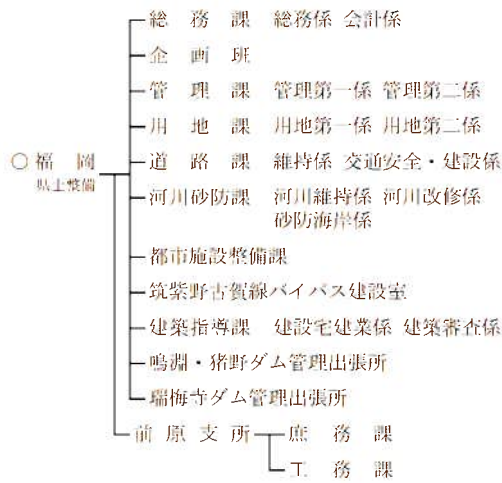 総務課 総務係 会計係
企画班
管理課 管理第一係 管理第二係
用地課 用地第一係 用地第二係
○福岡 道路課 維持係 交通安全・建設係
県土整備
河川砂防課 河川維持係 河川改修係
砂防海岸係
都市施設整備課
筑紫野古賀線バイパス建設室
建築指導課 建設宅建業係 建築審査係
鳴淵・猪野ダム管理出張所
瑞梅寺ダム管理出張所
前原支所 庶務課
工務課